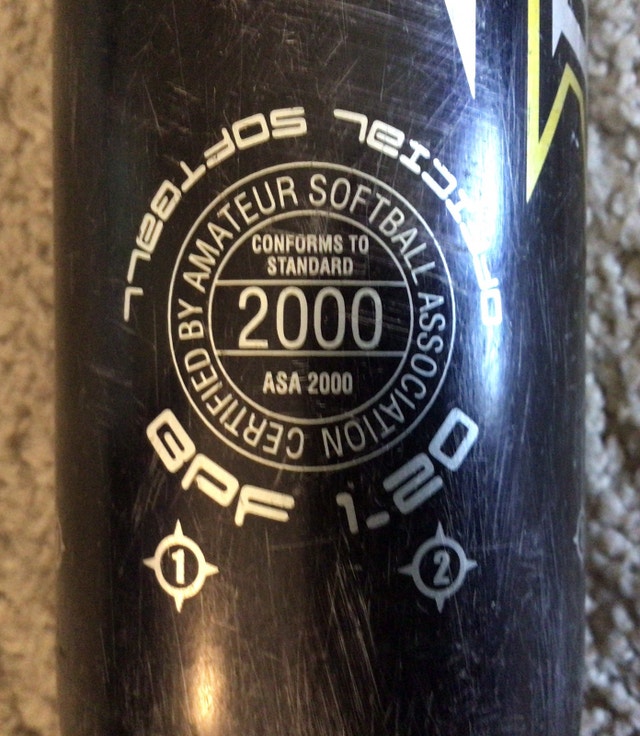 OFFICIAL SOFTBALL
CERTIFIED BY AMATEUR SOFTBALL ASSOCIATION
CONFORMS TO
STANDARD
2000
ASA 2000
BPF 1.20
1
2